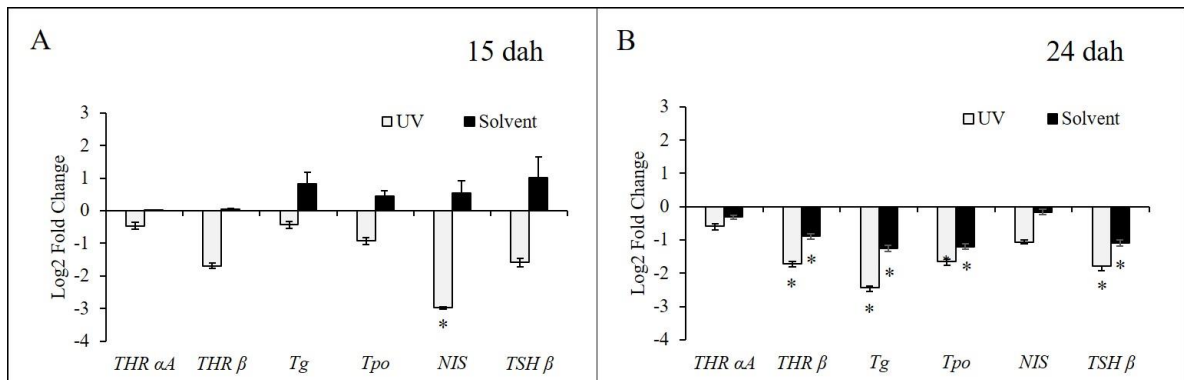 A
15 dah
UV Solvent
Log2 Fold Change
3
2
1
0
-1
-2
-3
-4
*
THR αA THR β Tg Tpo NIS TSH β
B
24 dah
UV Solvent
Log2 Fold Change
3
2
1
0
-1
-2
-3
-4
* * * * * * * *
THR αA THR β Tg Tpo NIS TSH β